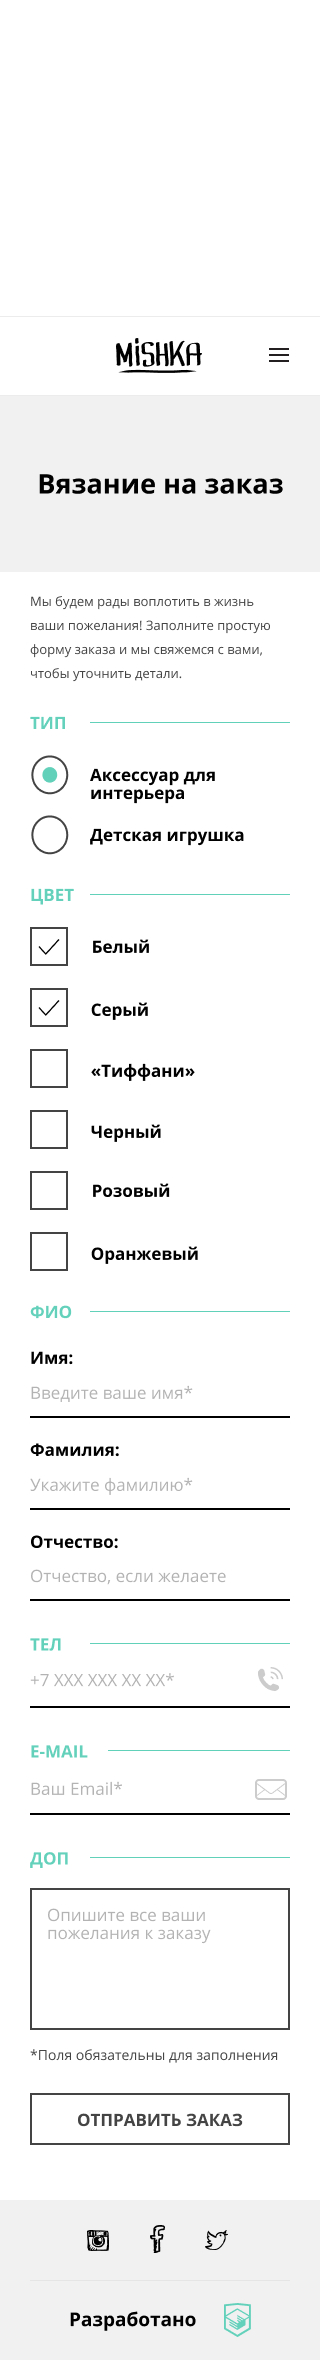 MiSHKA
Вязание на заказ
Мы будем рады воплотить в жизнь
ваши пожелания! Заполните простую
форму заказа и мы свяжемся с вами,
чтобы уточнить детали.
ТИП
Аксессуар для
интерьера
Детская игрушка
ЦВЕТ
Белый
Серый
«Тиффани»
Черный
Розовый
Оранжевый
ФИО
Имя:
Введите ваше имя*
Фамилия:
Укажите фамилию*
Отчество:
Отчество, если желаете
ТЕЛ
+7 XXX XXX XX XX*
E-MAIL
Ваш Email*
ДОП
Опишите все ваши
пожелания к заказу
*Поля обязательны для заполнения
ОТПРАВИТЬ ЗАКАЗ
Разработано